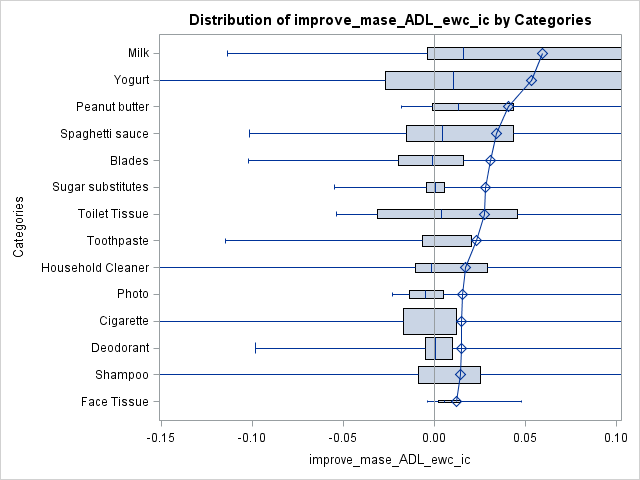 Distribution of improve_mase_ADL_ewc_ic by Categories
Categories
Milk
Yogurt
Peanut butter
Spaghetti sauce
Blades
Sugar substitutes
Toilet Tissue
Toothpaste
Household Cleaner
Photo
Cigarette
Deodorant
Shampoo
Face Tissue
-0.15 -0.10 -0.05 0.00 0.05 0.10
improve_mase_ADL_ewc_ic